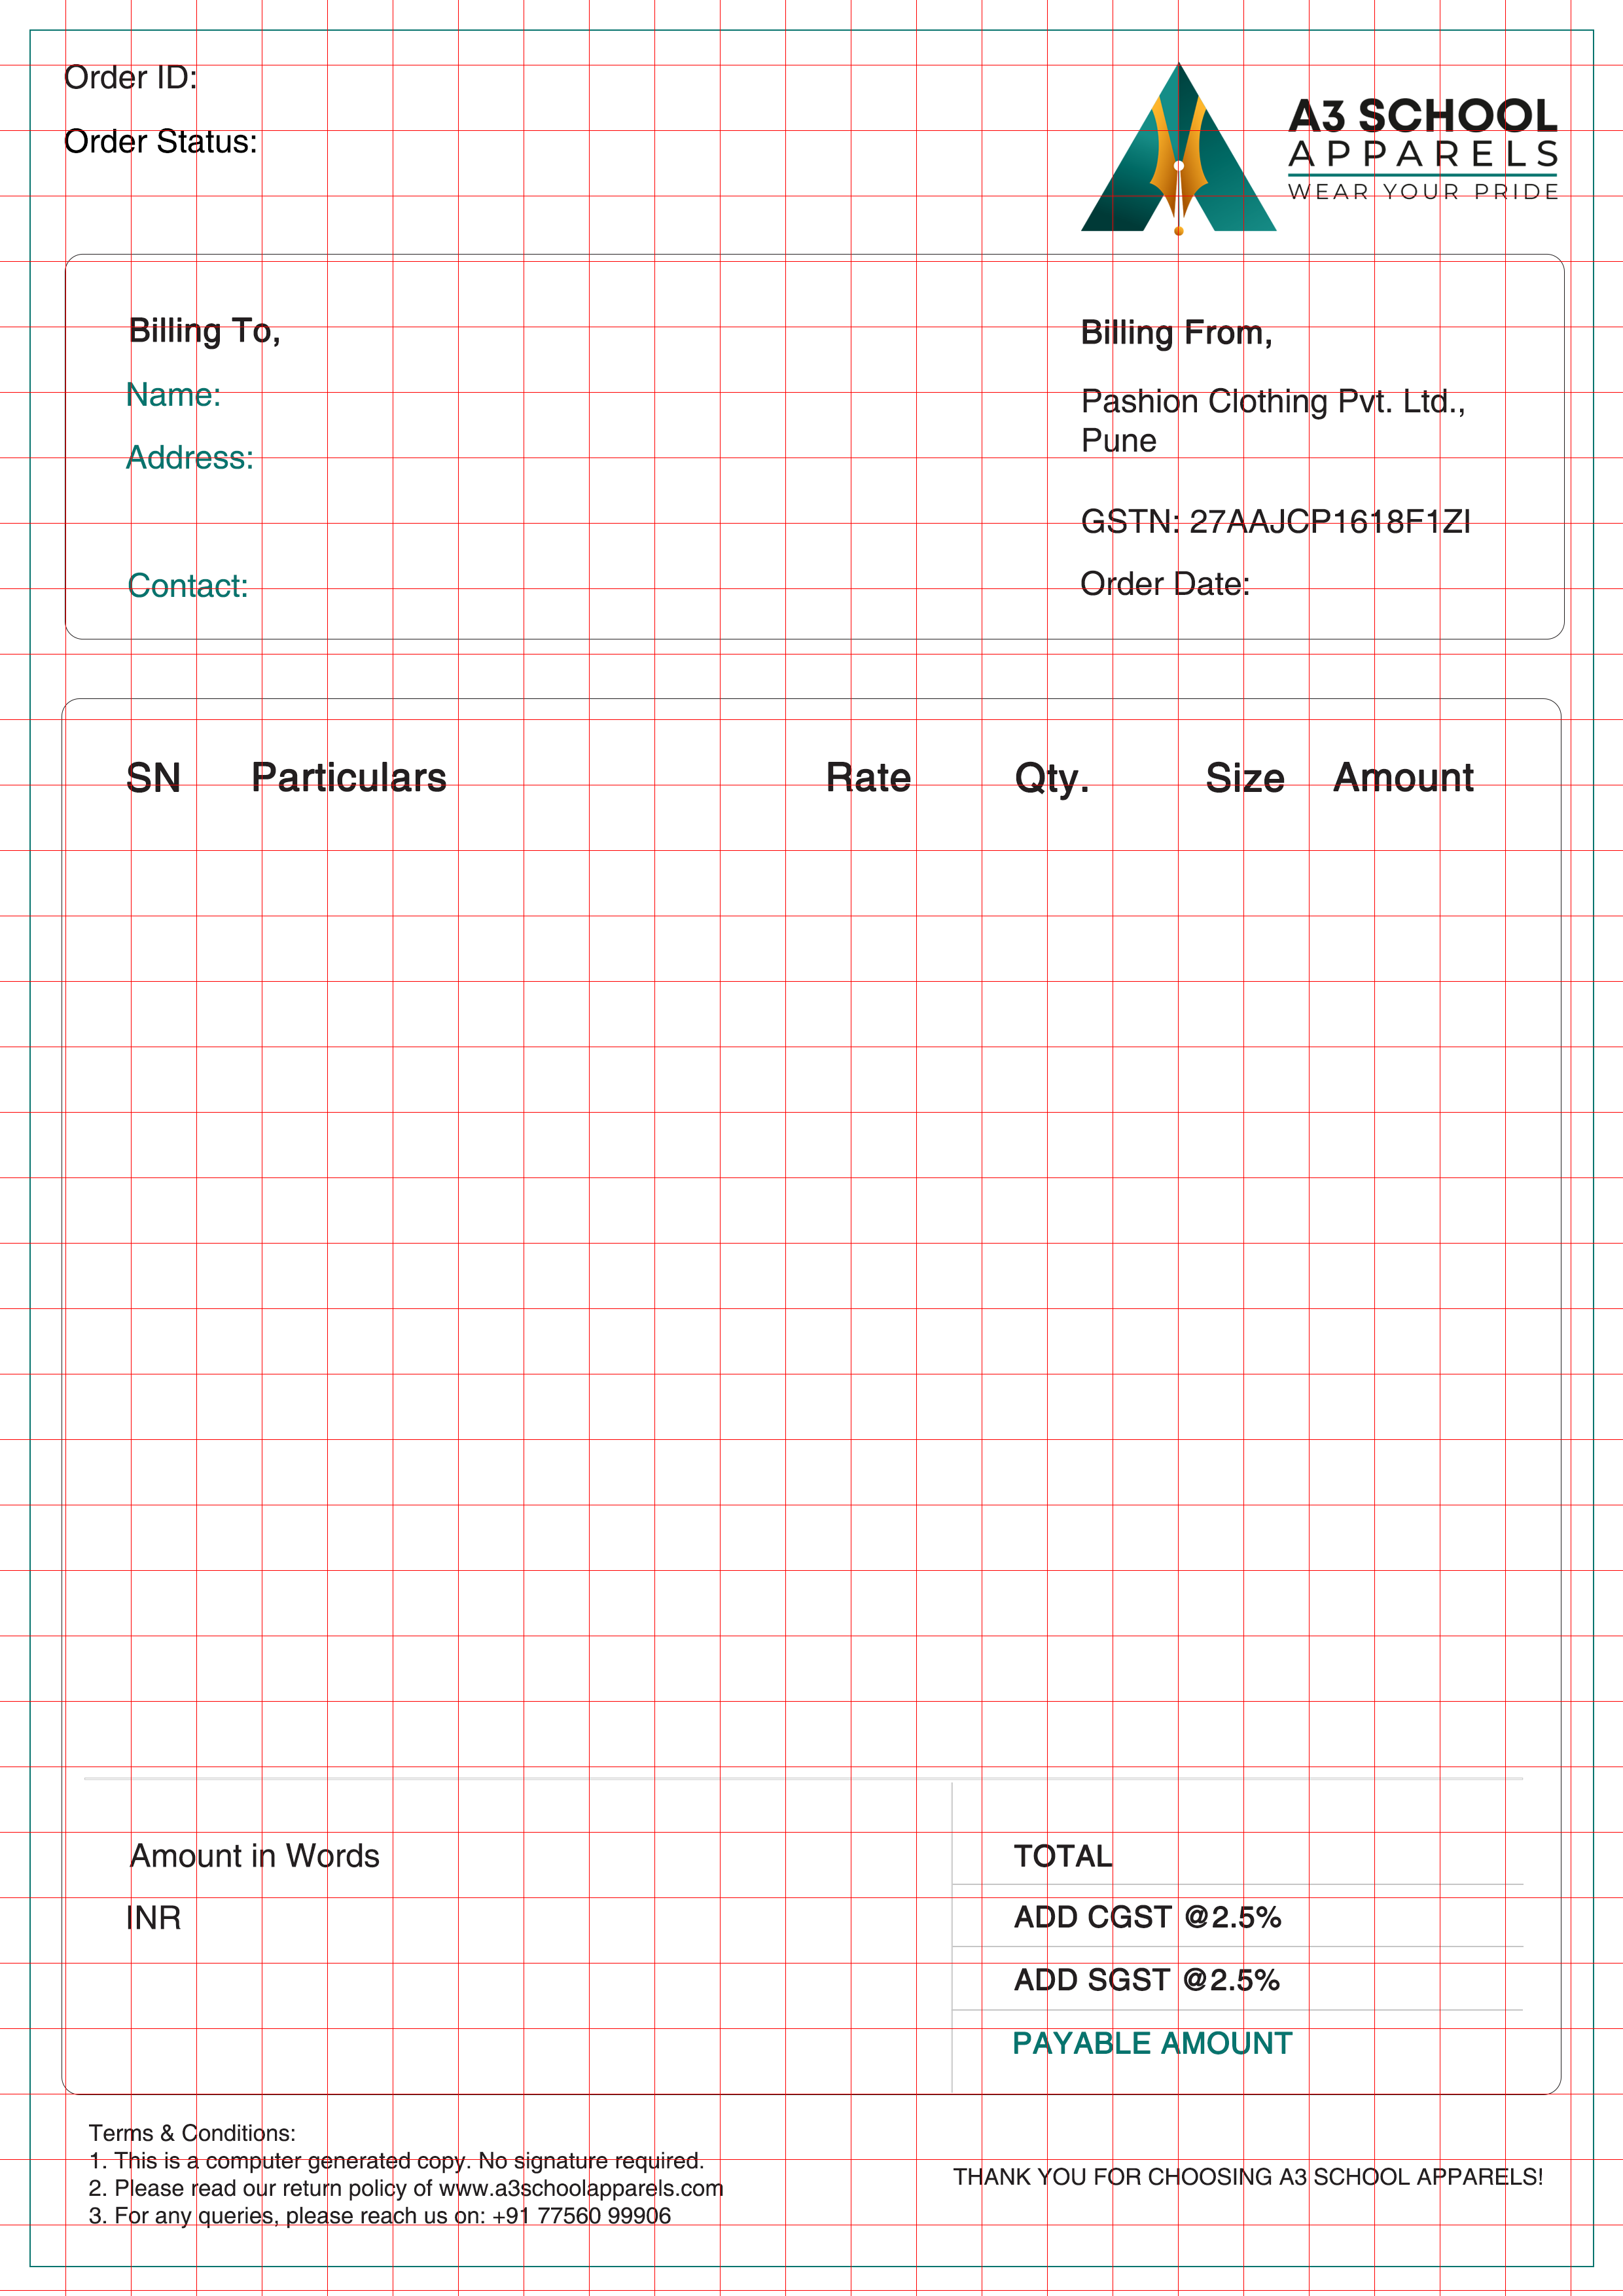 Order ID:
Order Status:
A3 SCHOOL
APPARELS
WEAR YOUR PRIDE
Billing To,
Name:
Address:
Contact:
Billing From,
Pashion Clothing Pvt. Ltd.,
Pune
GSTN: 27AAJCP1618F1ZI
Order Date:
SN Particulars Rate Qty. Size Amount
Amount in Words
INR
TOTAL
ADD CGST @2.5%
ADD SGST @2.5%
PAYABLE AMOUNT
Terms & Conditions:
1. This is a computer generated copy. No signature required.
2. Please read our return policy of www.a3schoolapparels.com
3. For any queries, please reach us on: +91 77560 99906
THANK YOU FOR CHOOSING A3 SCHOOL APPARELS!